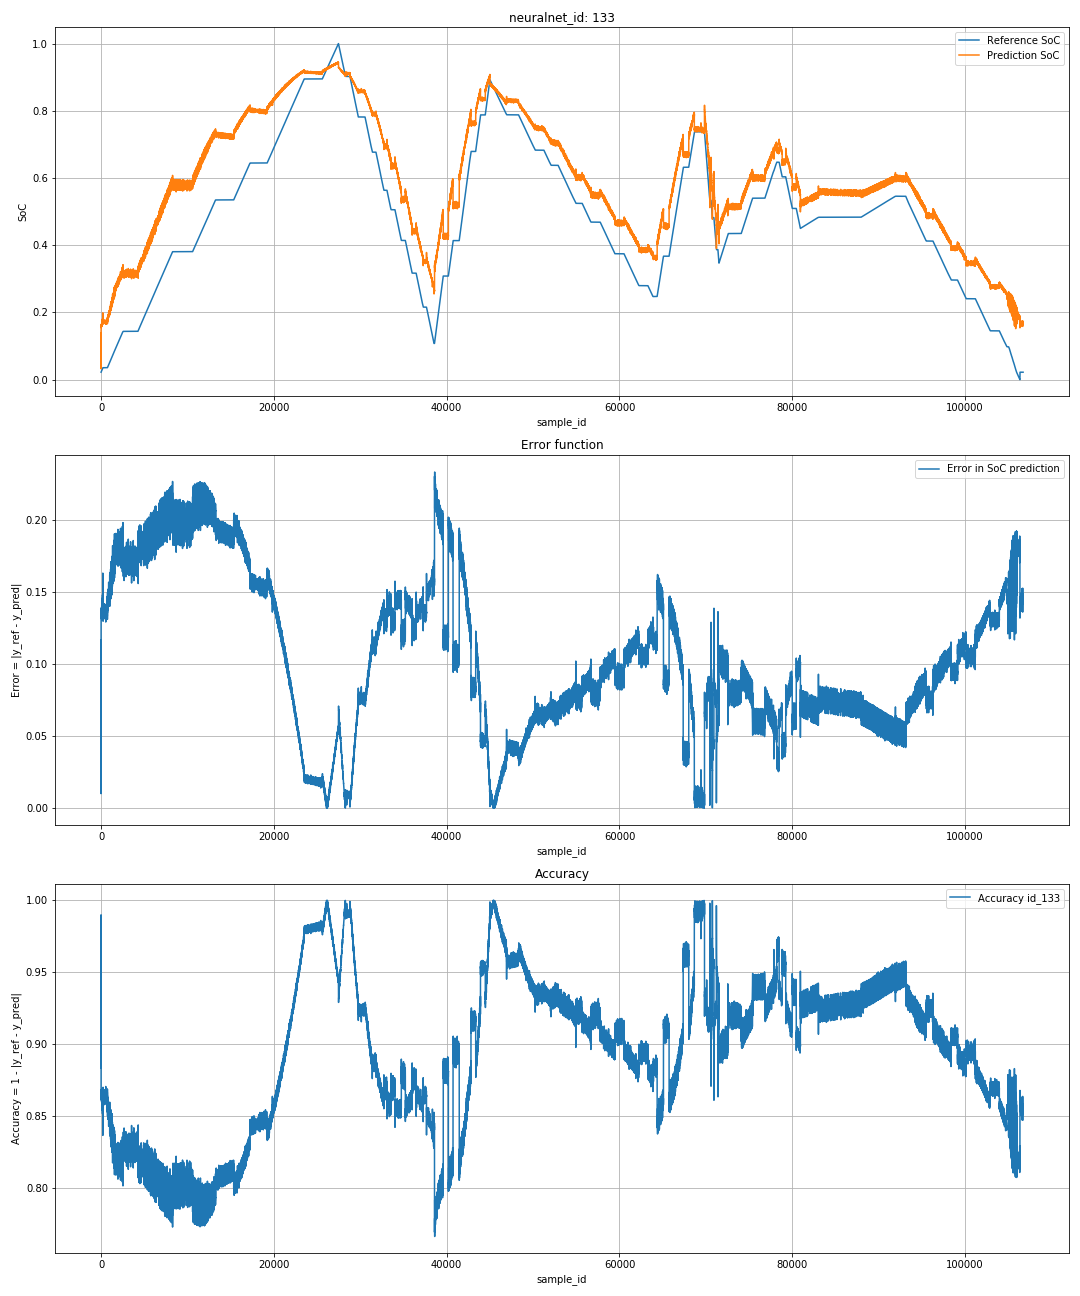 neuralnet_id: 133
Reference SoC
Prediction SoC
1.0
0.8
0.6
0.4
0.2
0.0
SoC
0 20000 40000 60000 80000 100000
sample_id
Error function
Error in SoC prediction
0.20
0.15
0.10
0.05
0.00
Error = |y_ref - y_pred|
0 20000 40000 60000 80000 100000
sample_id
Accuracy
Accuracy id_133
1.00
0.95
0.90
0.85
0.80
Accuracy = 1 - |y_ref - y_pred|
0 20000 40000 60000 80000 100000
sample_id